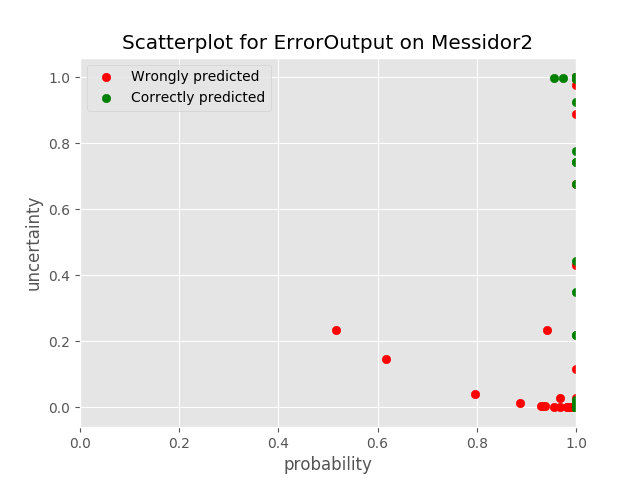 Scatterplot for ErrorOutput on Messidor2
Wrongly predicted
Correctly predicted
1.0
0.8
0.6
0.4
0.2
0.0
uncertainty
0.0 0.2 0.4 0.6 0.8 1.0
probability